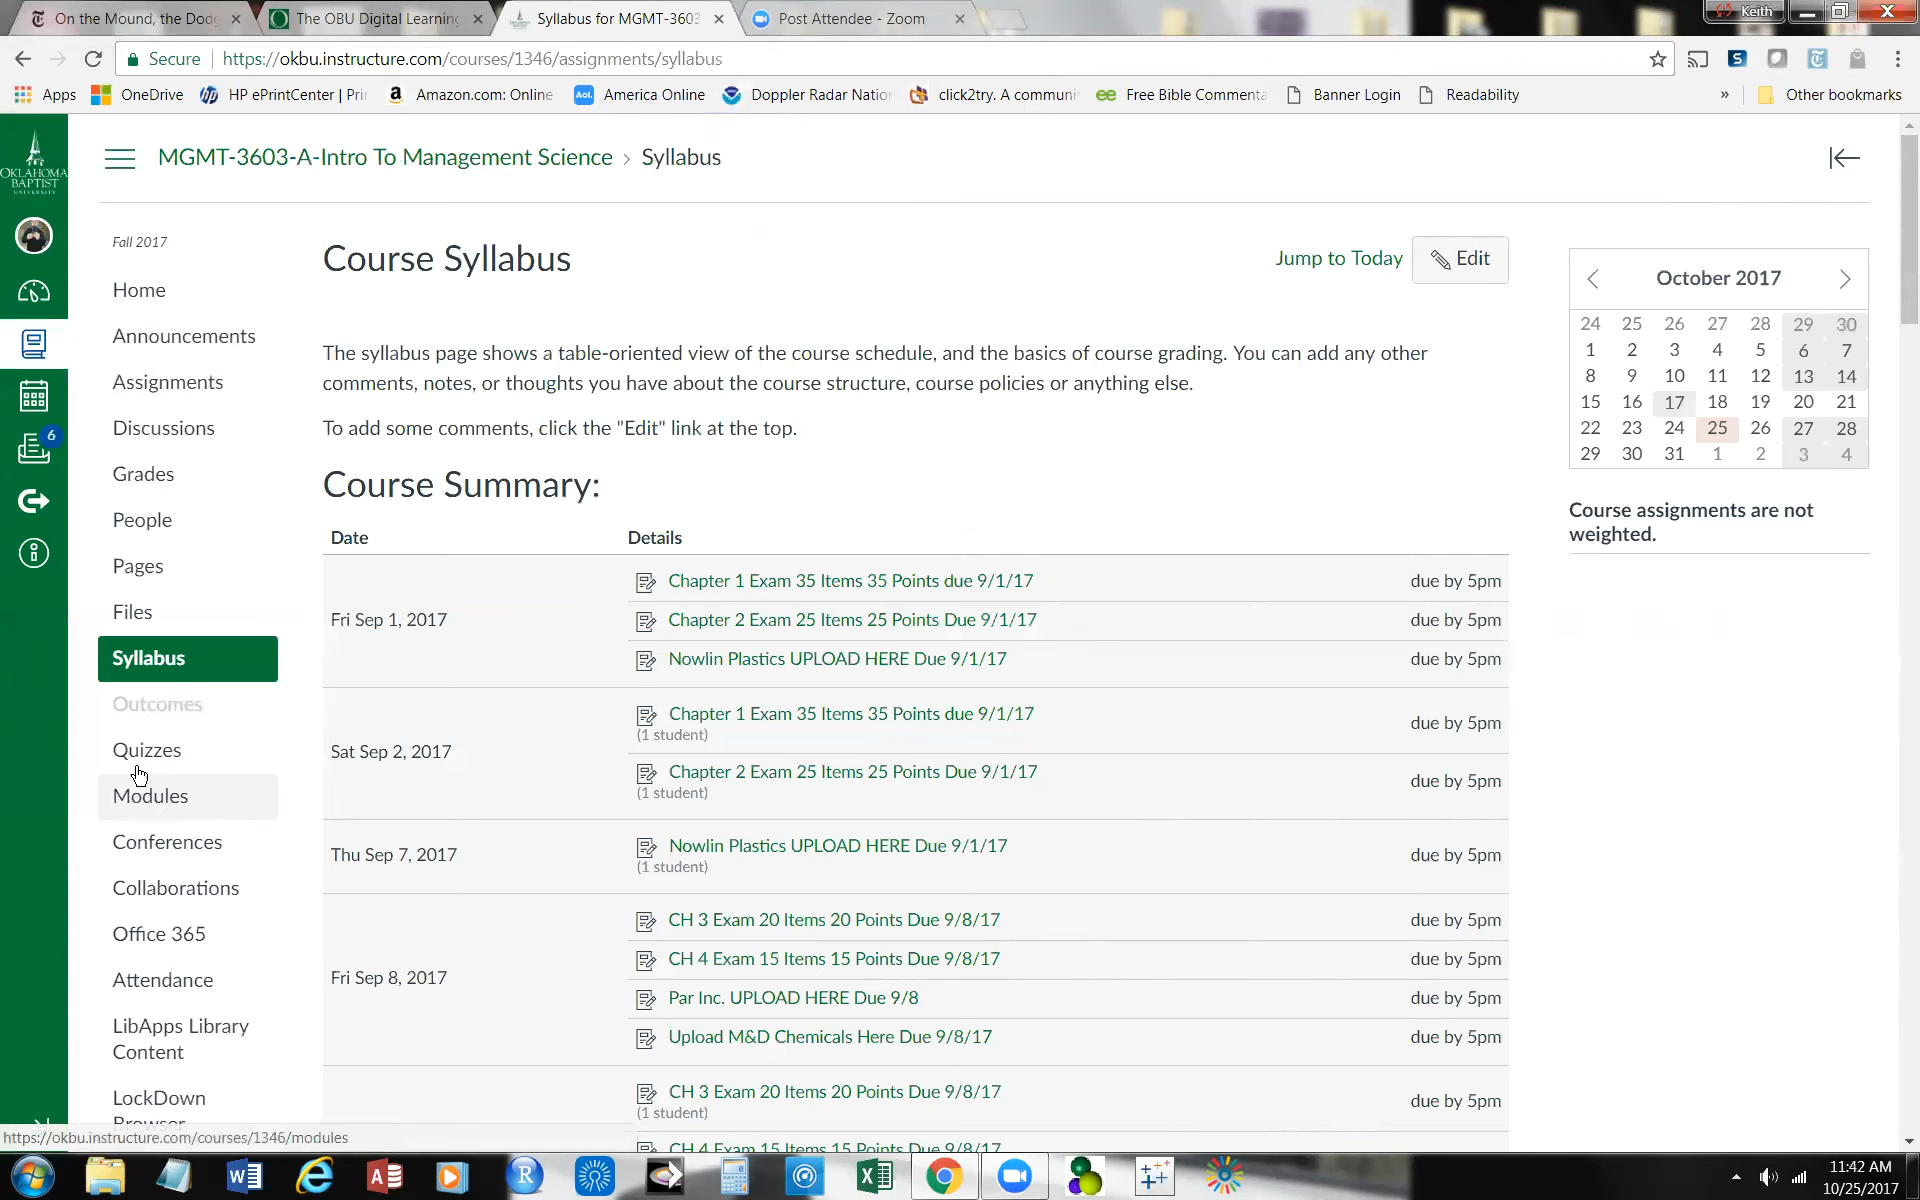 On the Mound, the Dod
The OBU Digital Learning
Syllabus for MGMT-3603
Post Attendee - Zoom
Keith
Secure
https://okbu.instructure.com/courses/1346/assignments/syllabus
Apps
OneDrive
HP ePrintCenter | Pri
Amazon.com: Online
Aol.
America Online
Doppler Radar Natio
click2try. A communi
Free Bible Commenta
Banner Login
Readability
»
Other bookmarks
OKLAHOMA
BAPTIST
UNIVERSITY
MGMT-3603-A-Intro To Management Science › Syllabus
6
Fall 2017
Home
Announcements
Assignments
Discussions
Grades
People
Pages
Files
Syllabus
Outcomes
Quizzes
Modules
Conferences
Collaborations
Office 365
Attendance
LibApps Library
Content
LockDown
Browser
Course Syllabus
Jump to Today
Edit
The syllabus page shows a table-oriented view of the course schedule, and the basics of course grading. You can add any other
comments, notes, or thoughts you have about the course structure, course policies or anything else.
To add some comments, click the "Edit" link at the top.
Course Summary:
Date Details
Fri Sep 1, 2017
Chapter 1 Exam 35 Items 35 Points due 9/1/17 due by 5pm
Chapter 2 Exam 25 Items 25 Points Due 9/1/17 due by 5pm
Nowlin Plastics UPLOAD HERE Due 9/1/17 due by 5pm
Sat Sep 2, 2017
Chapter 1 Exam 35 Items 35 Points due 9/1/17 due by 5pm
(1 student)
Chapter 2 Exam 25 Items 25 Points Due 9/1/17 due by 5pm
(1 student)
Thu Sep 7, 2017
Nowlin Plastics UPLOAD HERE Due 9/1/17 due by 5pm
(1 student)
Fri Sep 8, 2017
CH 3 Exam 20 Items 20 Points Due 9/8/17 due by 5pm
CH 4 Exam 15 Items 15 Points Due 9/8/17 due by 5pm
Par Inc. UPLOAD HERE Due 9/8 due by 5pm
Upload M&D Chemicals Here Due 9/8/17 due by 5pm
CH 3 Exam 20 Items 20 Points Due 9/8/17 due by 5pm
(1 student)
CH 4 Exam 15 Items 15 Points Due 9/8/17
October 2017
24 25 26 27 28 29 30
1 2 3 4 5 6 7
8 9 10 11 12 13 14
15 16 17 18 19 20 21
22 23 24 25 26 27 28
29 30 31 1 2 3 4
Course assignments are not
weighted.
https://okbu.instructure.com/courses/1346/modules
11:42 AM
10/25/2017